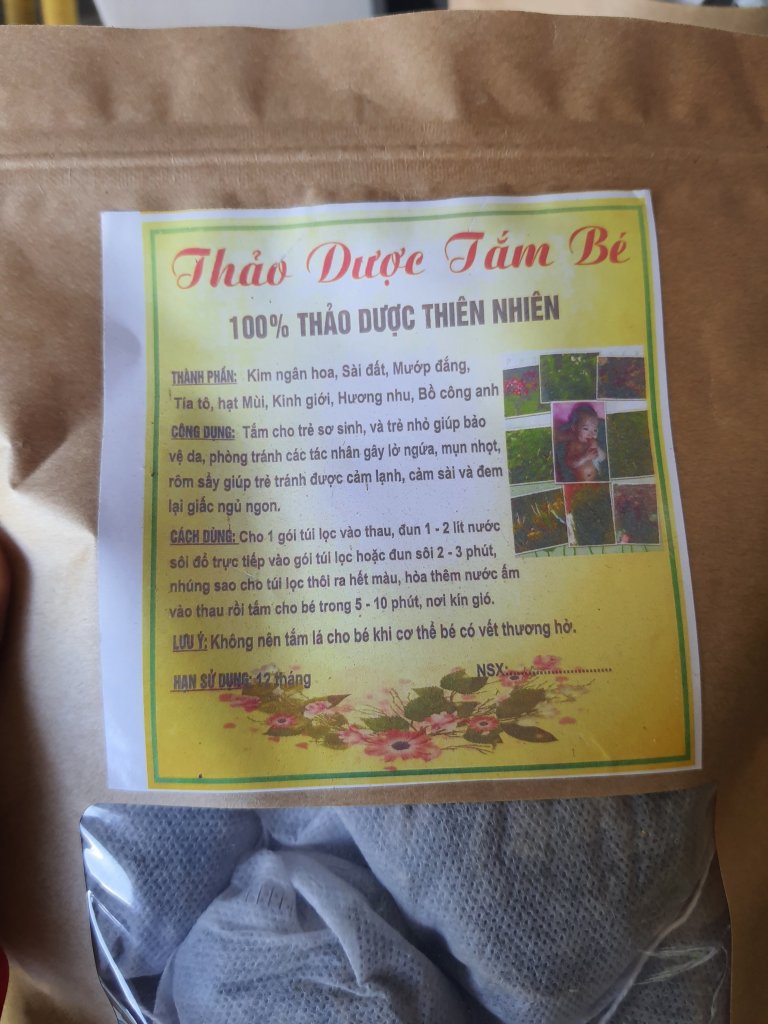 Thảo Dược Tắm Bé
100% THẢO DƯỢC THIÊN NHIÊN
THÀNH PHẦN: Kim ngân hoa, Sài đất, Mướp đắng,
Tía tô, hạt Mùi, Kinh giới, Hương nhu, Bồ công anh
CÔNG DỤNG: Tắm cho trẻ sơ sinh, và trẻ nhỏ giúp bảo
vệ da, phòng tránh các tác nhân gây lở ngứa, mụn nhọt,
rôm sẩy giúp trẻ tránh được cảm lạnh, cảm sài và đem
lại giấc ngủ ngon.
CÁCH DÙNG: Cho 1 gói túi lọc vào thau, đun 1 - 2 lít nước
sôi đổ trực tiếp vào gói túi lọc hoặc đun sôi 2 - 3 phút,
nhúng sao cho túi lọc thôi ra hết màu, hòa thêm nước ấm
vào thau rồi tắm cho bé trong 5 - 10 phút, nơi kín gió.
LƯU Ý: Không nên tắm lá cho bé khi cơ thể bé có vết thương hở.
HẠN SỬ DỤNG: 12 tháng NSX:..............................